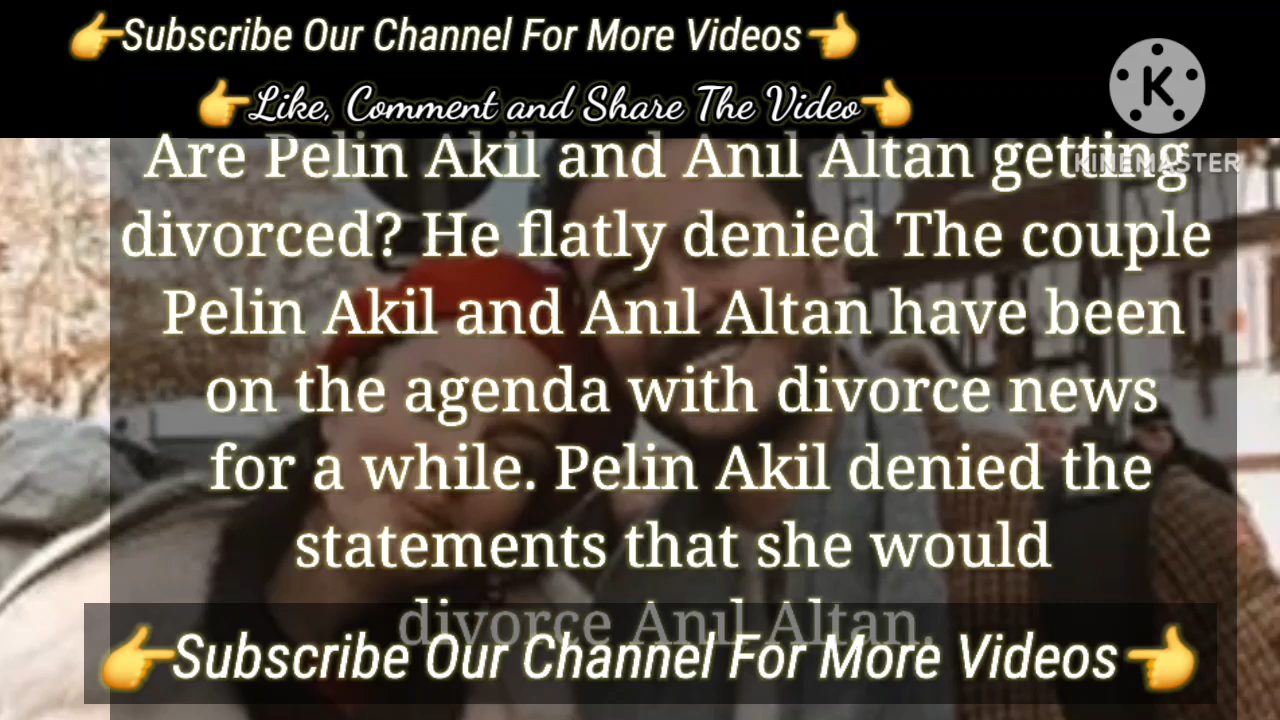 👉Subscribe Our Channel For More Videos👈
👉Like, Comment and Share The Video👈
K
KINEMASTER
Are Pelin Akil and Anıl Altan getting
divorced? He flatly denied The couple
Pelin Akil and Anıl Altan have been
on the agenda with divorce news
for a while. Pelin Akil denied the
statements that she would
divorce Anıl Altan.
👉Subscribe Our Channel For More Videos👈